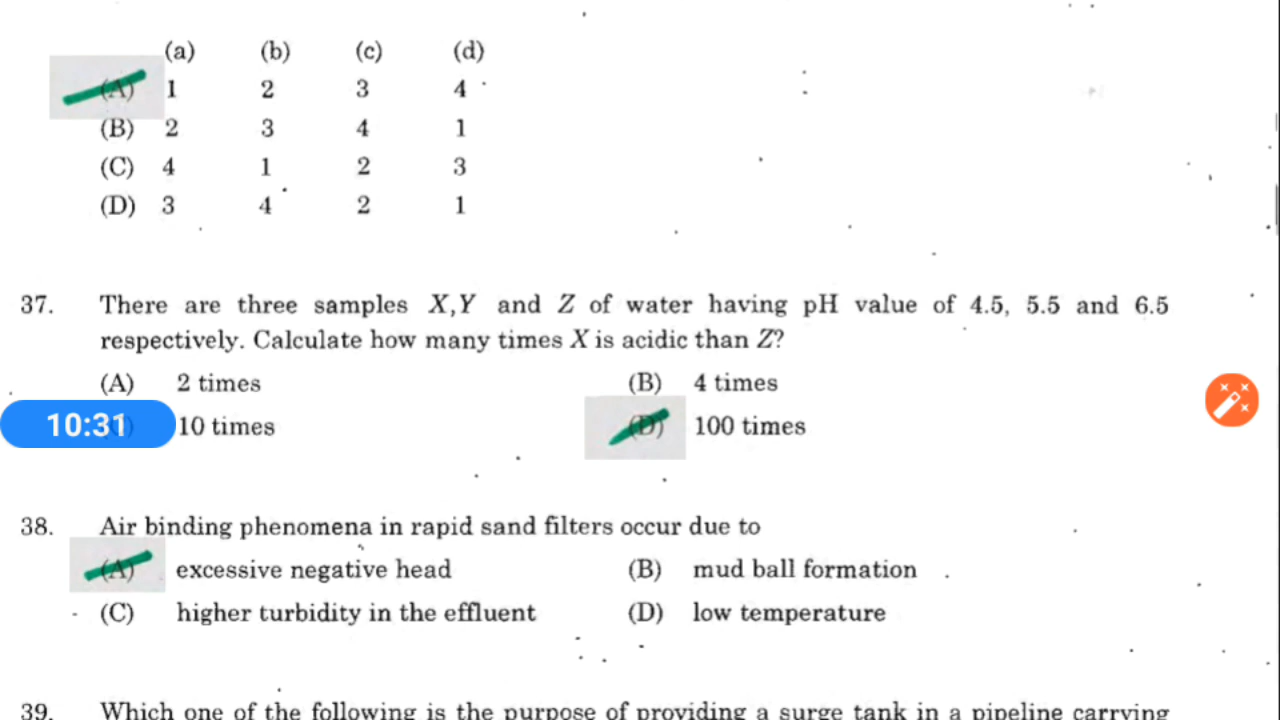 (a) (b) (c) (d)
(A) 1 2 3 4
(B) 2 3 4 1
(C) 4 1 2 3
(D) 3 4 2 1
37. There are three samples X,Y and Z of water having pH value of 4.5, 5.5 and 6.5
respectively. Calculate how many times X is acidic than Z?
(A) 2 times (B) 4 times
10:31 10 times (D) 100 times
38. Air binding phenomena in rapid sand filters occur due to
(A) excessive negative head (B) mud ball formation
(C) higher turbidity in the effluent (D) low temperature
39. Which one of the following is the purpose of providing a surge tank in a pipeline carrying